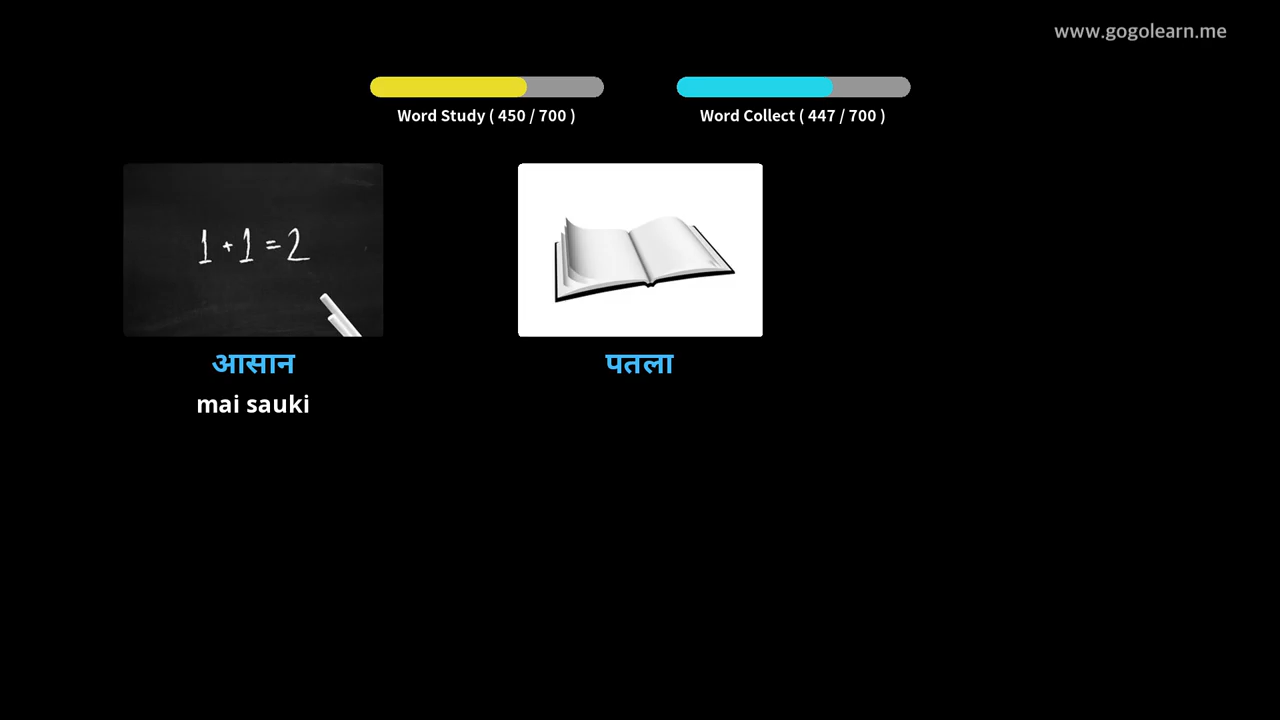 www.gogolearn.me
Word Study ( 450 / 700 )
Word Collect ( 447 / 700 )
1 + 1 = 2
आसान
mai sauki
पतला